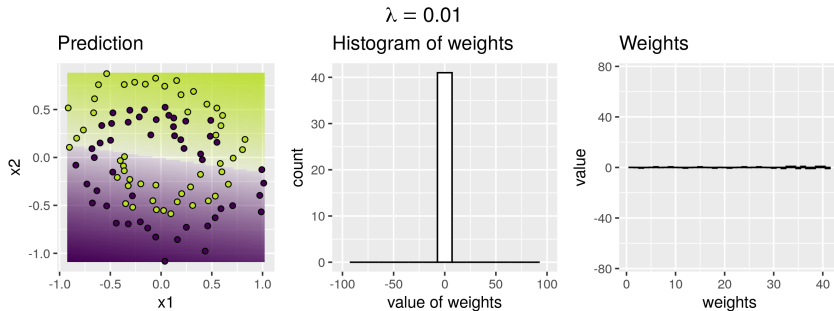 λ = 0.01
Prediction
x2
0.5
0.0
-0.5
-1.0
-1.0 -0.5 0.0 0.5 1.0
x1
Histogram of weights
count
40
30
20
10
0
-100 -50 0 50 100
value of weights
Weights
value
80
40
0
-40
-80
0 10 20 30 40
weights